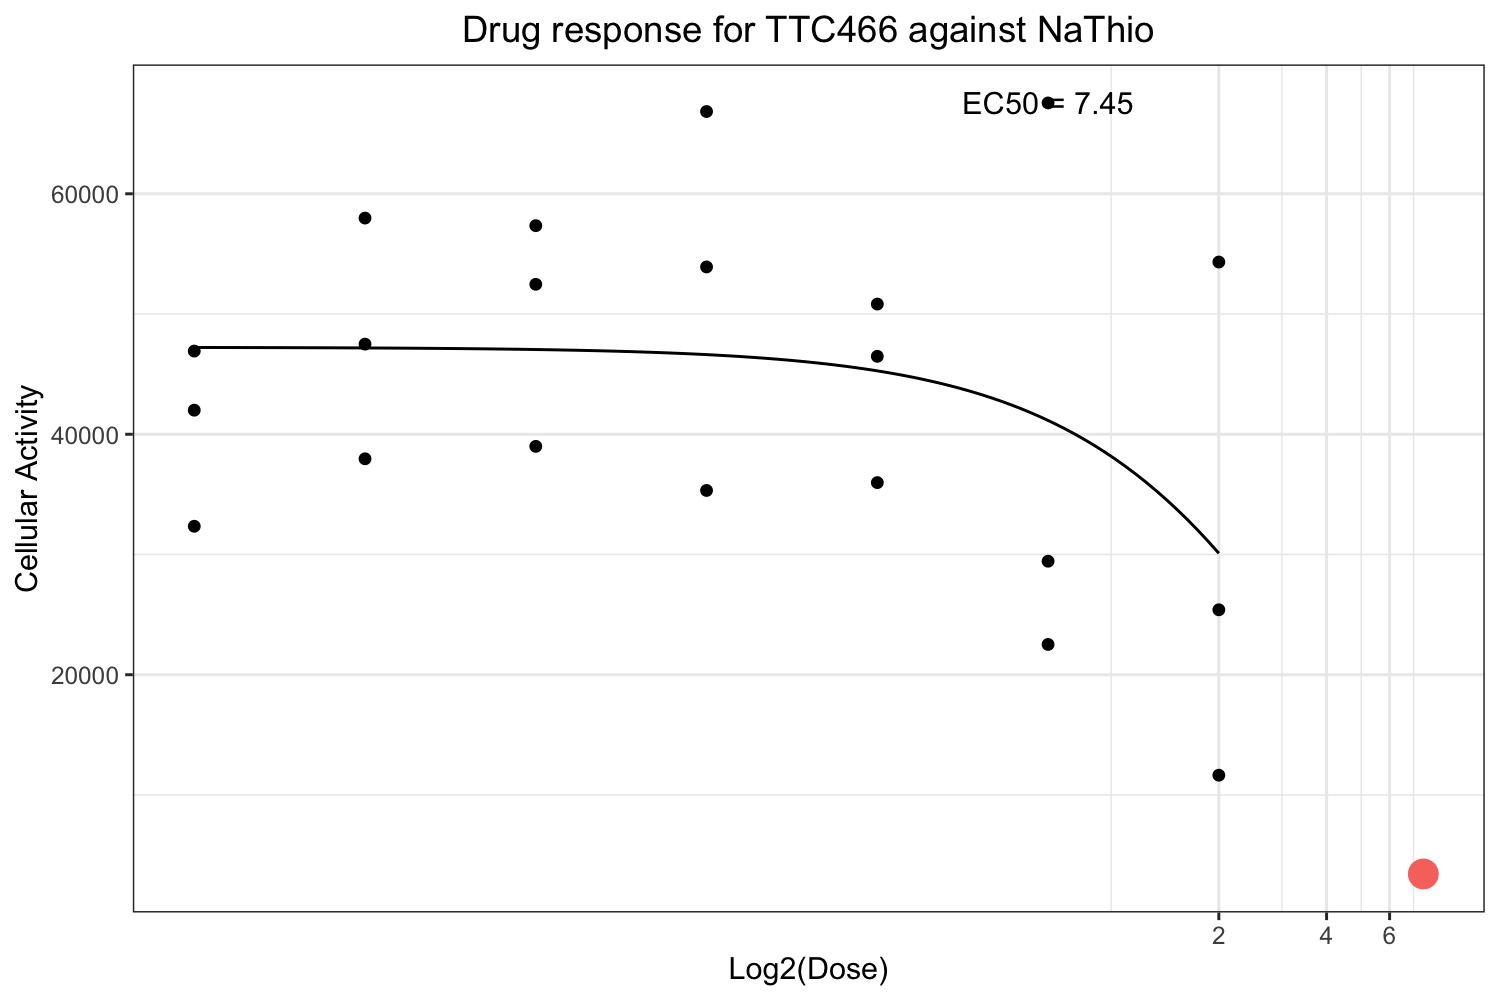 Drug response for TTC466 against NaThio
EC50 = 7.45
60000
40000
20000
Cellular Activity
2 4 6
Log2(Dose)